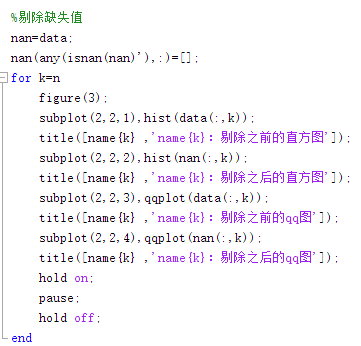 %剔除缺失值
nan=data;
nan(any(isnan(nan)'),:)=[];
for k=n
figure(3);
subplot(2,2,1),hist(data(:,k));
title([name{k} ,'name{k}：剔除之前的直方图']);
subplot(2,2,2),hist(nan(:,k));
title([name{k} ,'name{k}：剔除之后的直方图']);
subplot(2,2,3),qqplot(data(:,k));
title([name{k} ,'name{k}：剔除之前的qq图']);
subplot(2,2,4),qqplot(nan(:,k));
title([name{k} ,'name{k}：剔除之后的qq图']);
hold on;
pause;
hold off;
end